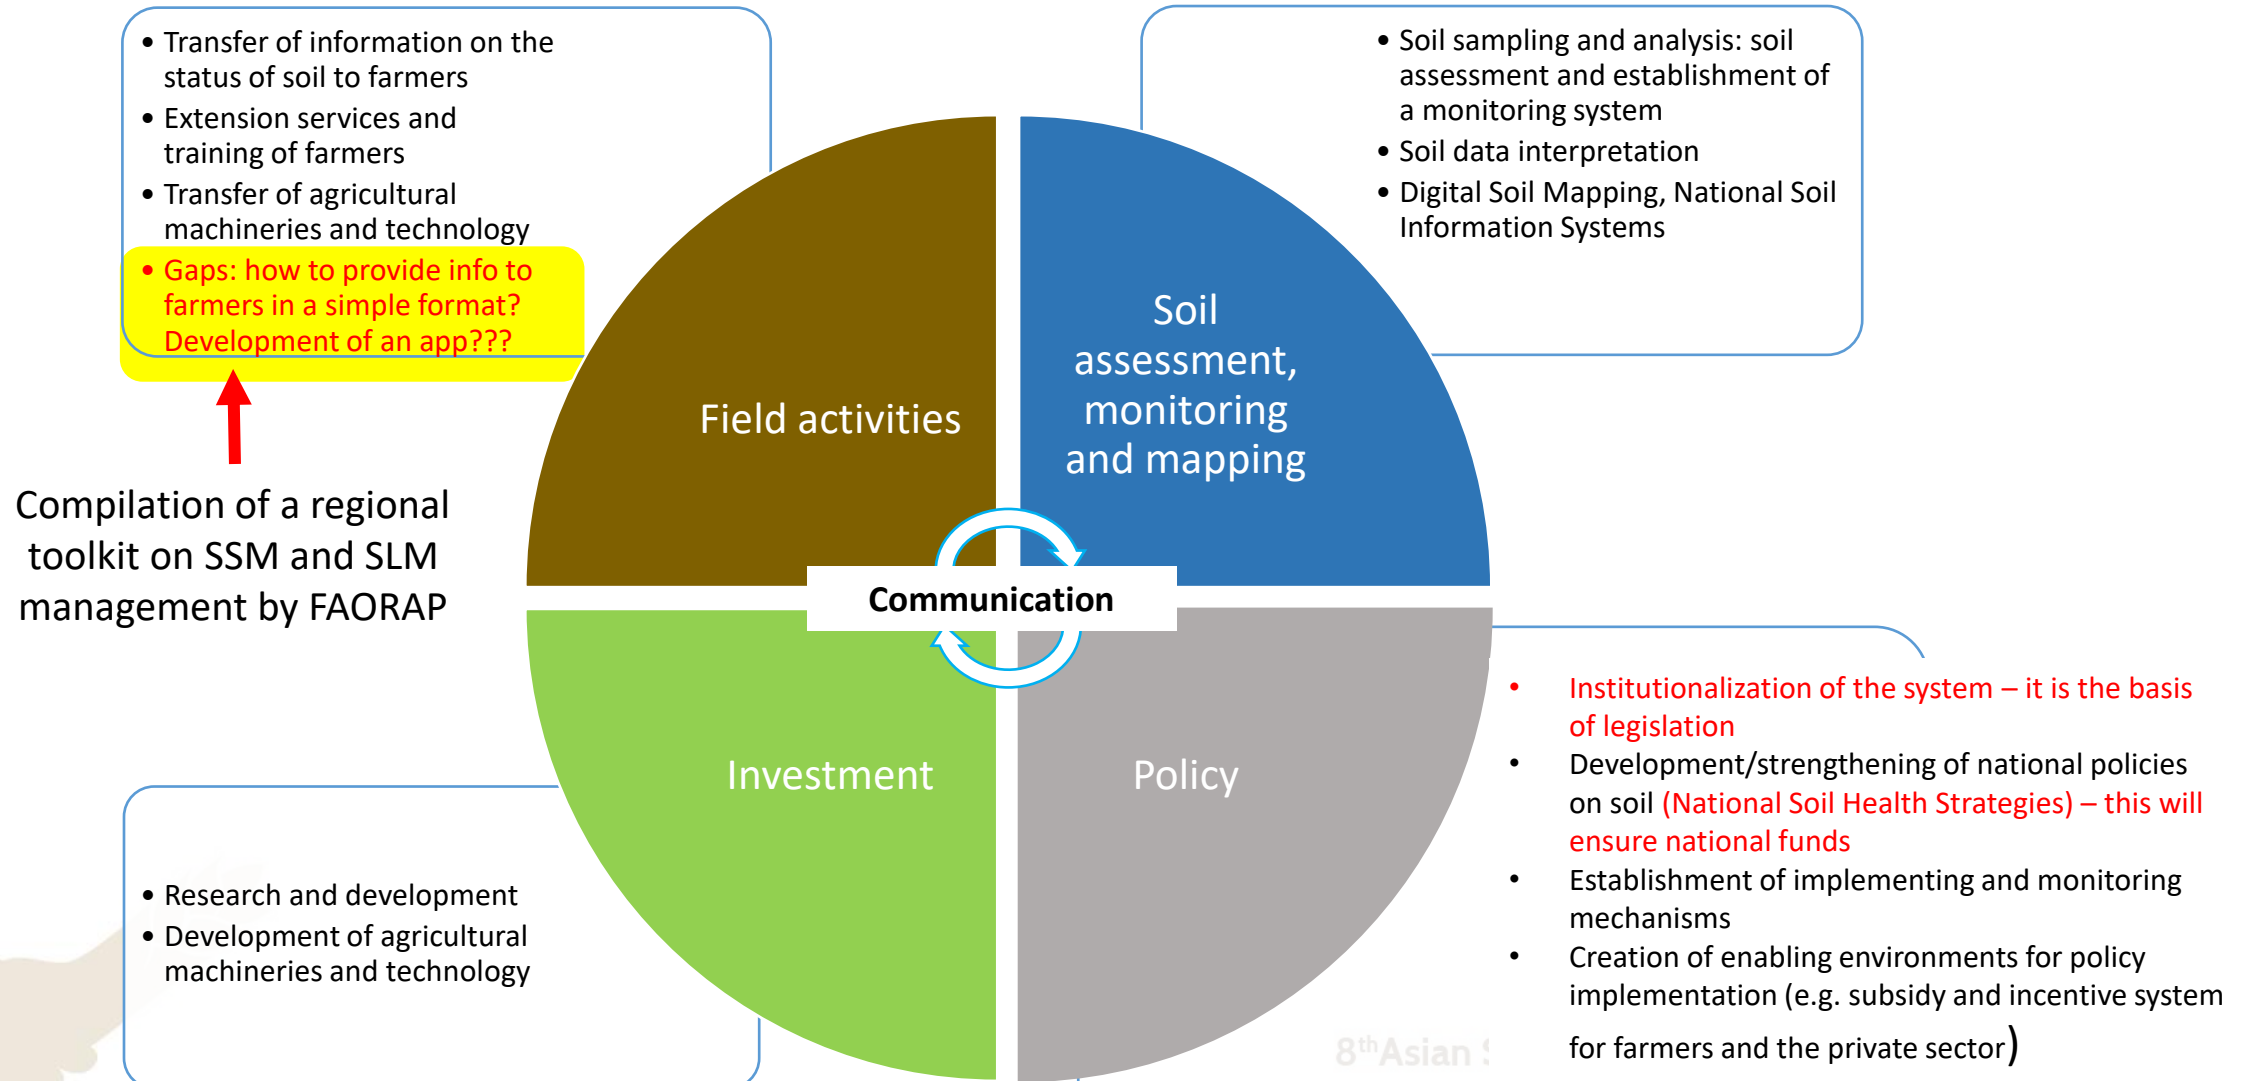 • Transfer of information on the
status of soil to farmers
• Extension services and
training of farmers
• Transfer of agricultural
machineries and technology
• Gaps: how to provide info to
farmers in a simple format?
Development of an app???
Compilation of a regional
toolkit on SSM and SLM
management by FAORAP
• Soil sampling and analysis: soil
assessment and establishment of
a monitoring system
• Soil data interpretation
• Digital Soil Mapping, National Soil
Information Systems
Field activities
Soil
assessment,
monitoring
and mapping
Communication
Investment
Policy
• Research and development
• Development of agricultural
machineries and technology
• Institutionalization of the system – it is the basis
of legislation
• Development/strengthening of national policies
on soil (National Soil Health Strategies) – this will
ensure national funds
• Establishment of implementing and monitoring
mechanisms
• Creation of enabling environments for policy
implementation (e.g. subsidy and incentive system
for farmers and the private sector)
8th Asian